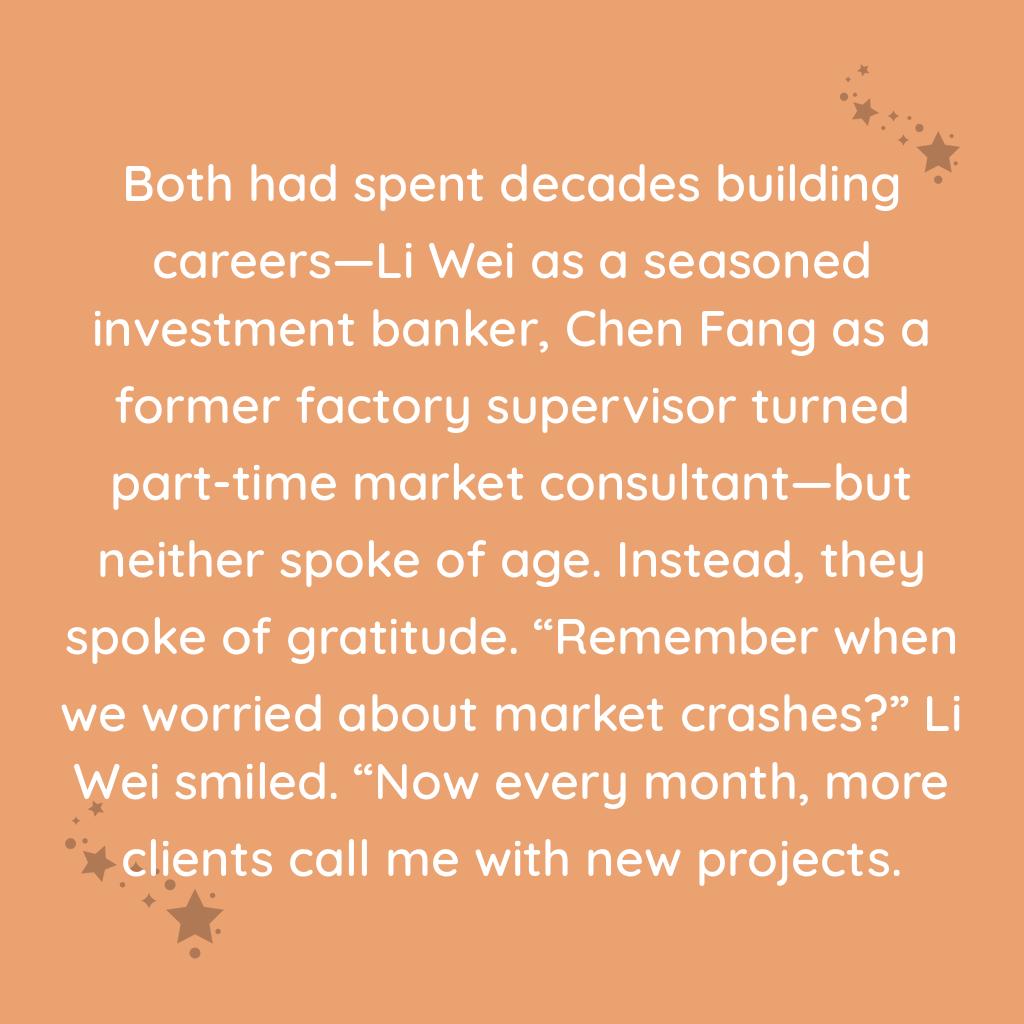 Both had spent decades building
careers—Li Wei as a seasoned
investment banker, Chen Fang as a
former factory supervisor turned
part-time market consultant—but
neither spoke of age. Instead, they
spoke of gratitude. “Remember when
we worried about market crashes?” Li
Wei smiled. “Now every month, more
clients call me with new projects.